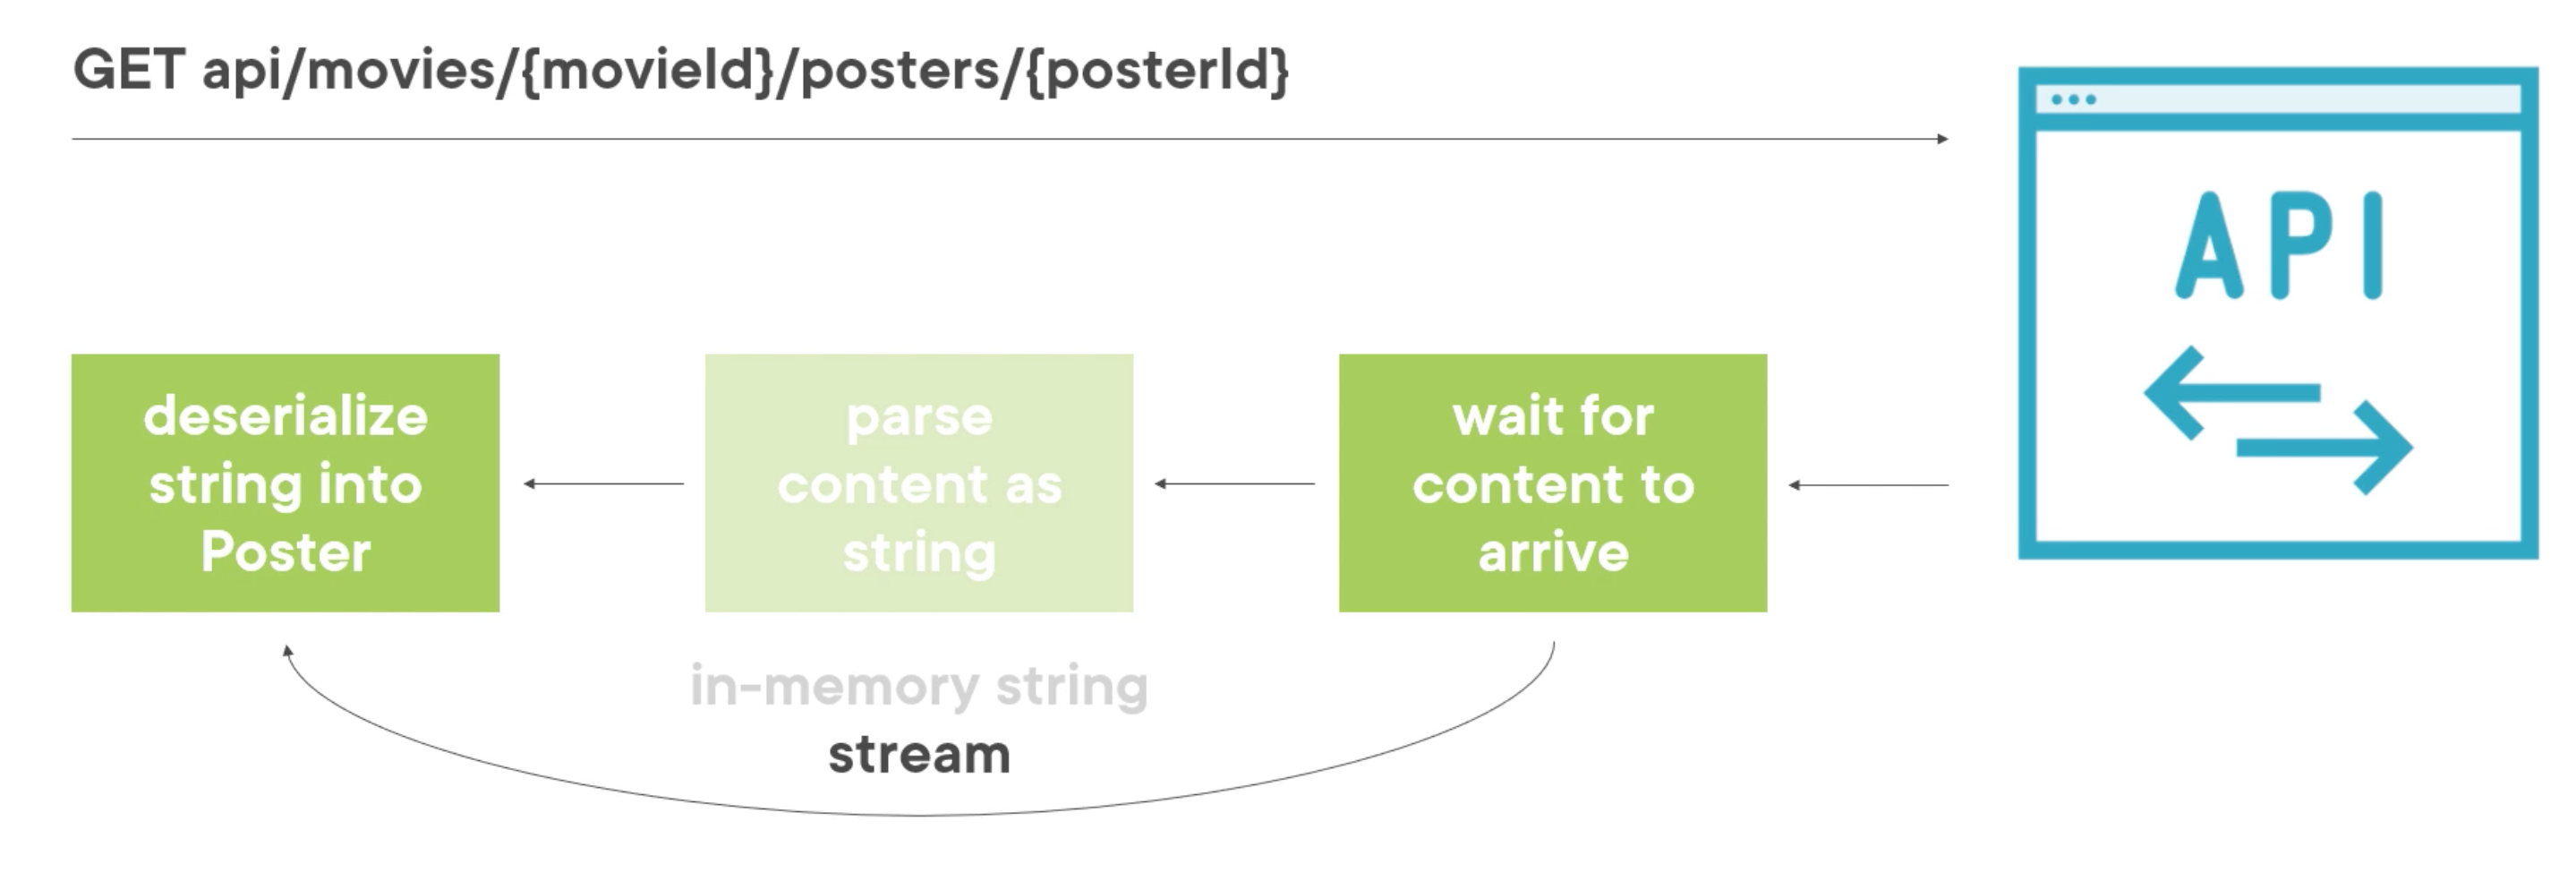 GET api/movies/{movieId}/posters/{posterId}
API
deserialize
string into
Poster
parse
content as
string
wait for
content to
arrive
in-memory string
stream